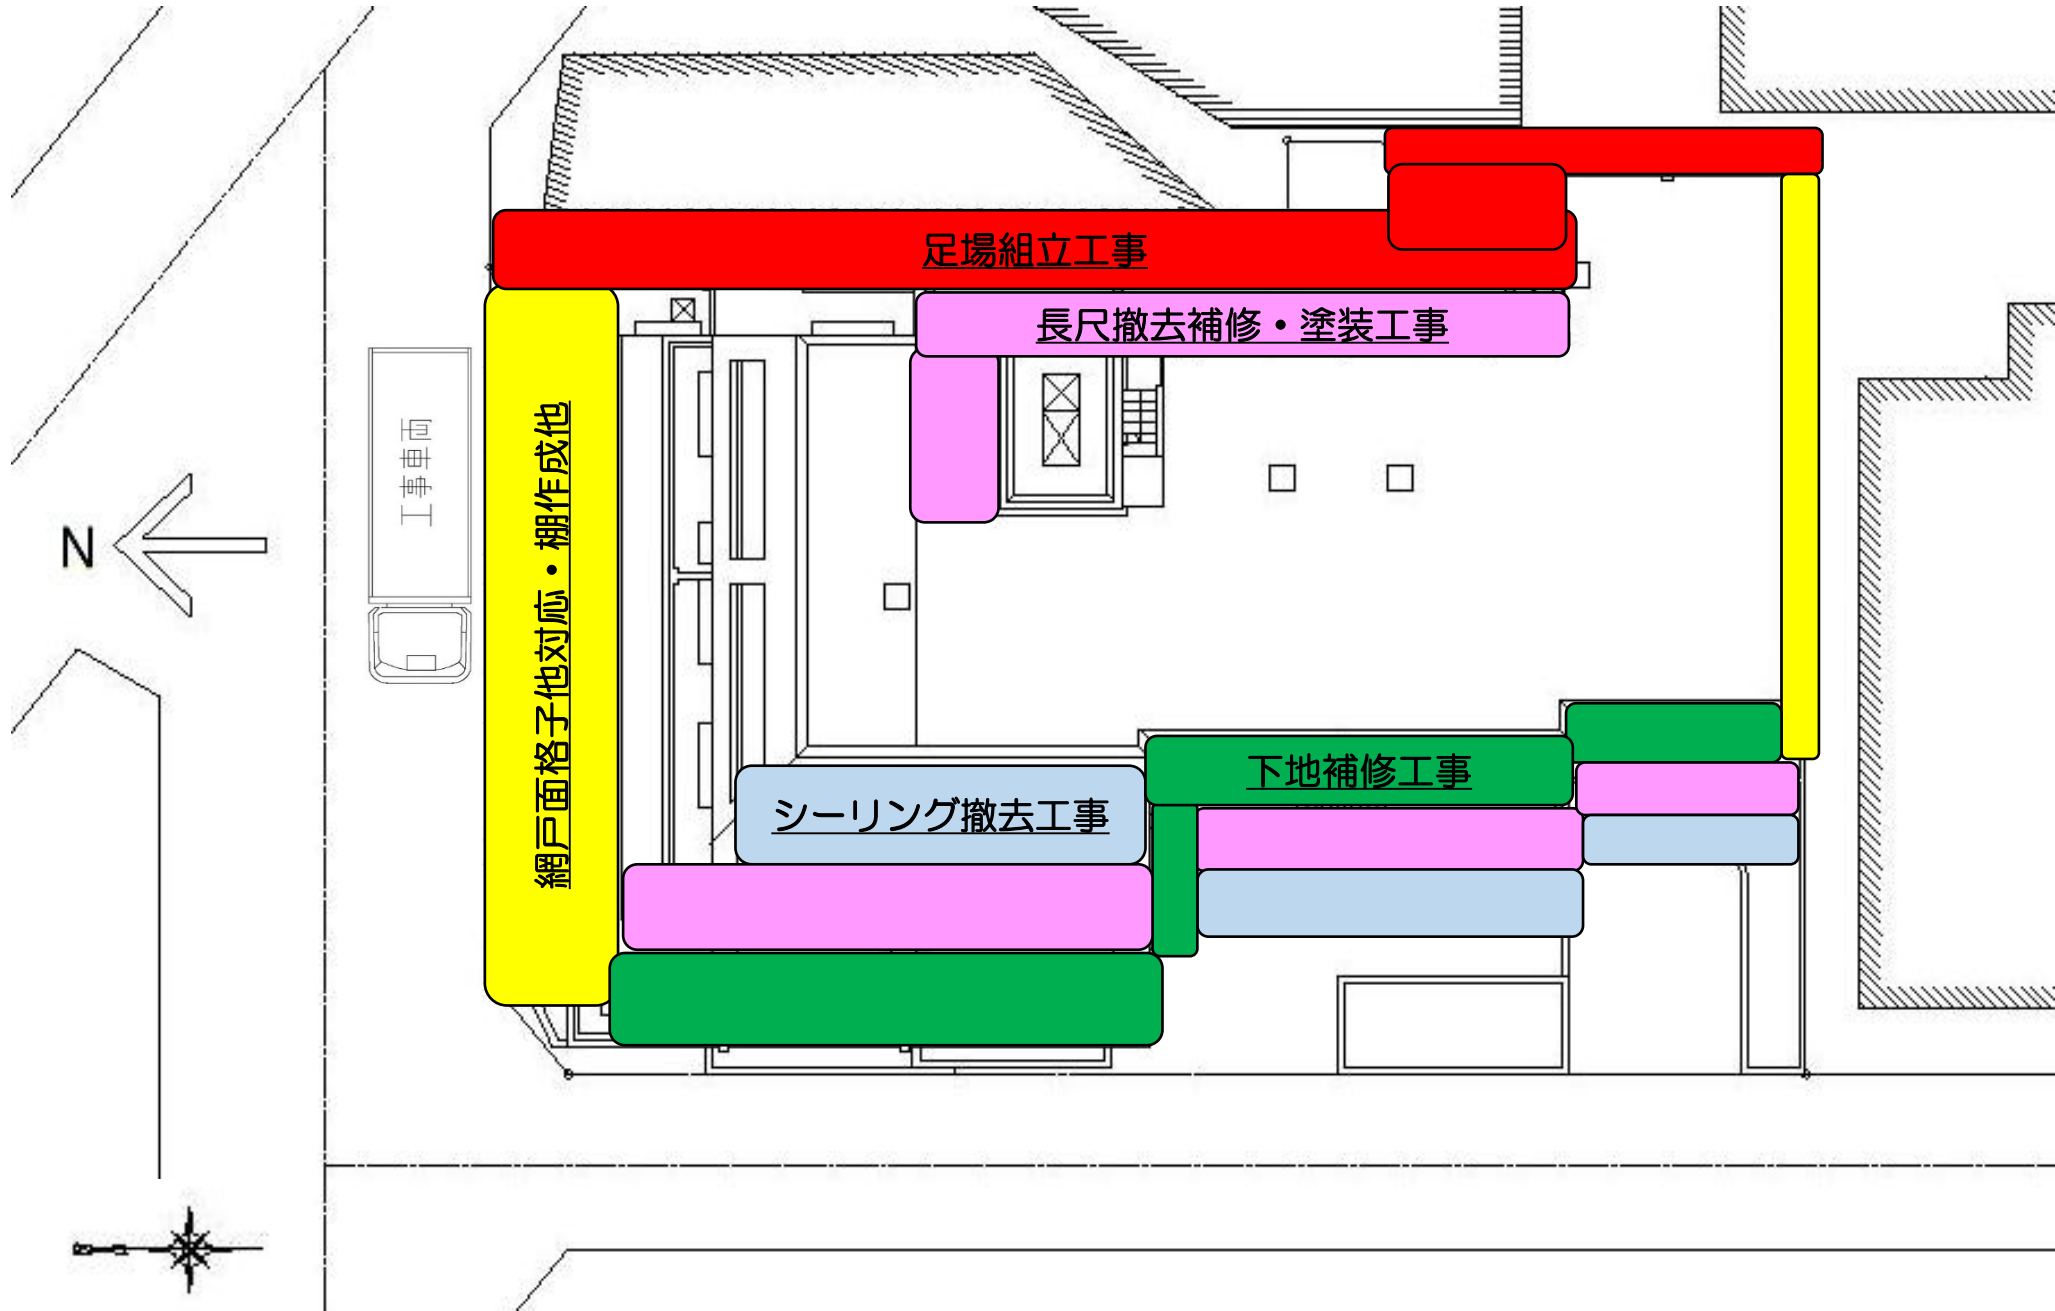 足場組立工事
長尺撤去補修・塗装工事
網戸面格子他対応・棚作成他
工事車両
N
下地補修工事
シーリング撤去工事